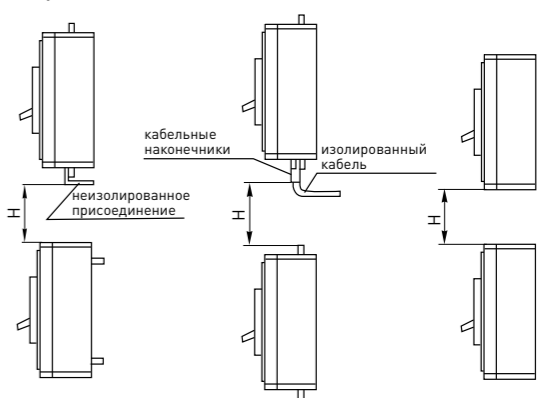 кабельные
наконечники
изолированный
кабель
неизолированное
присоединение
H
H
H